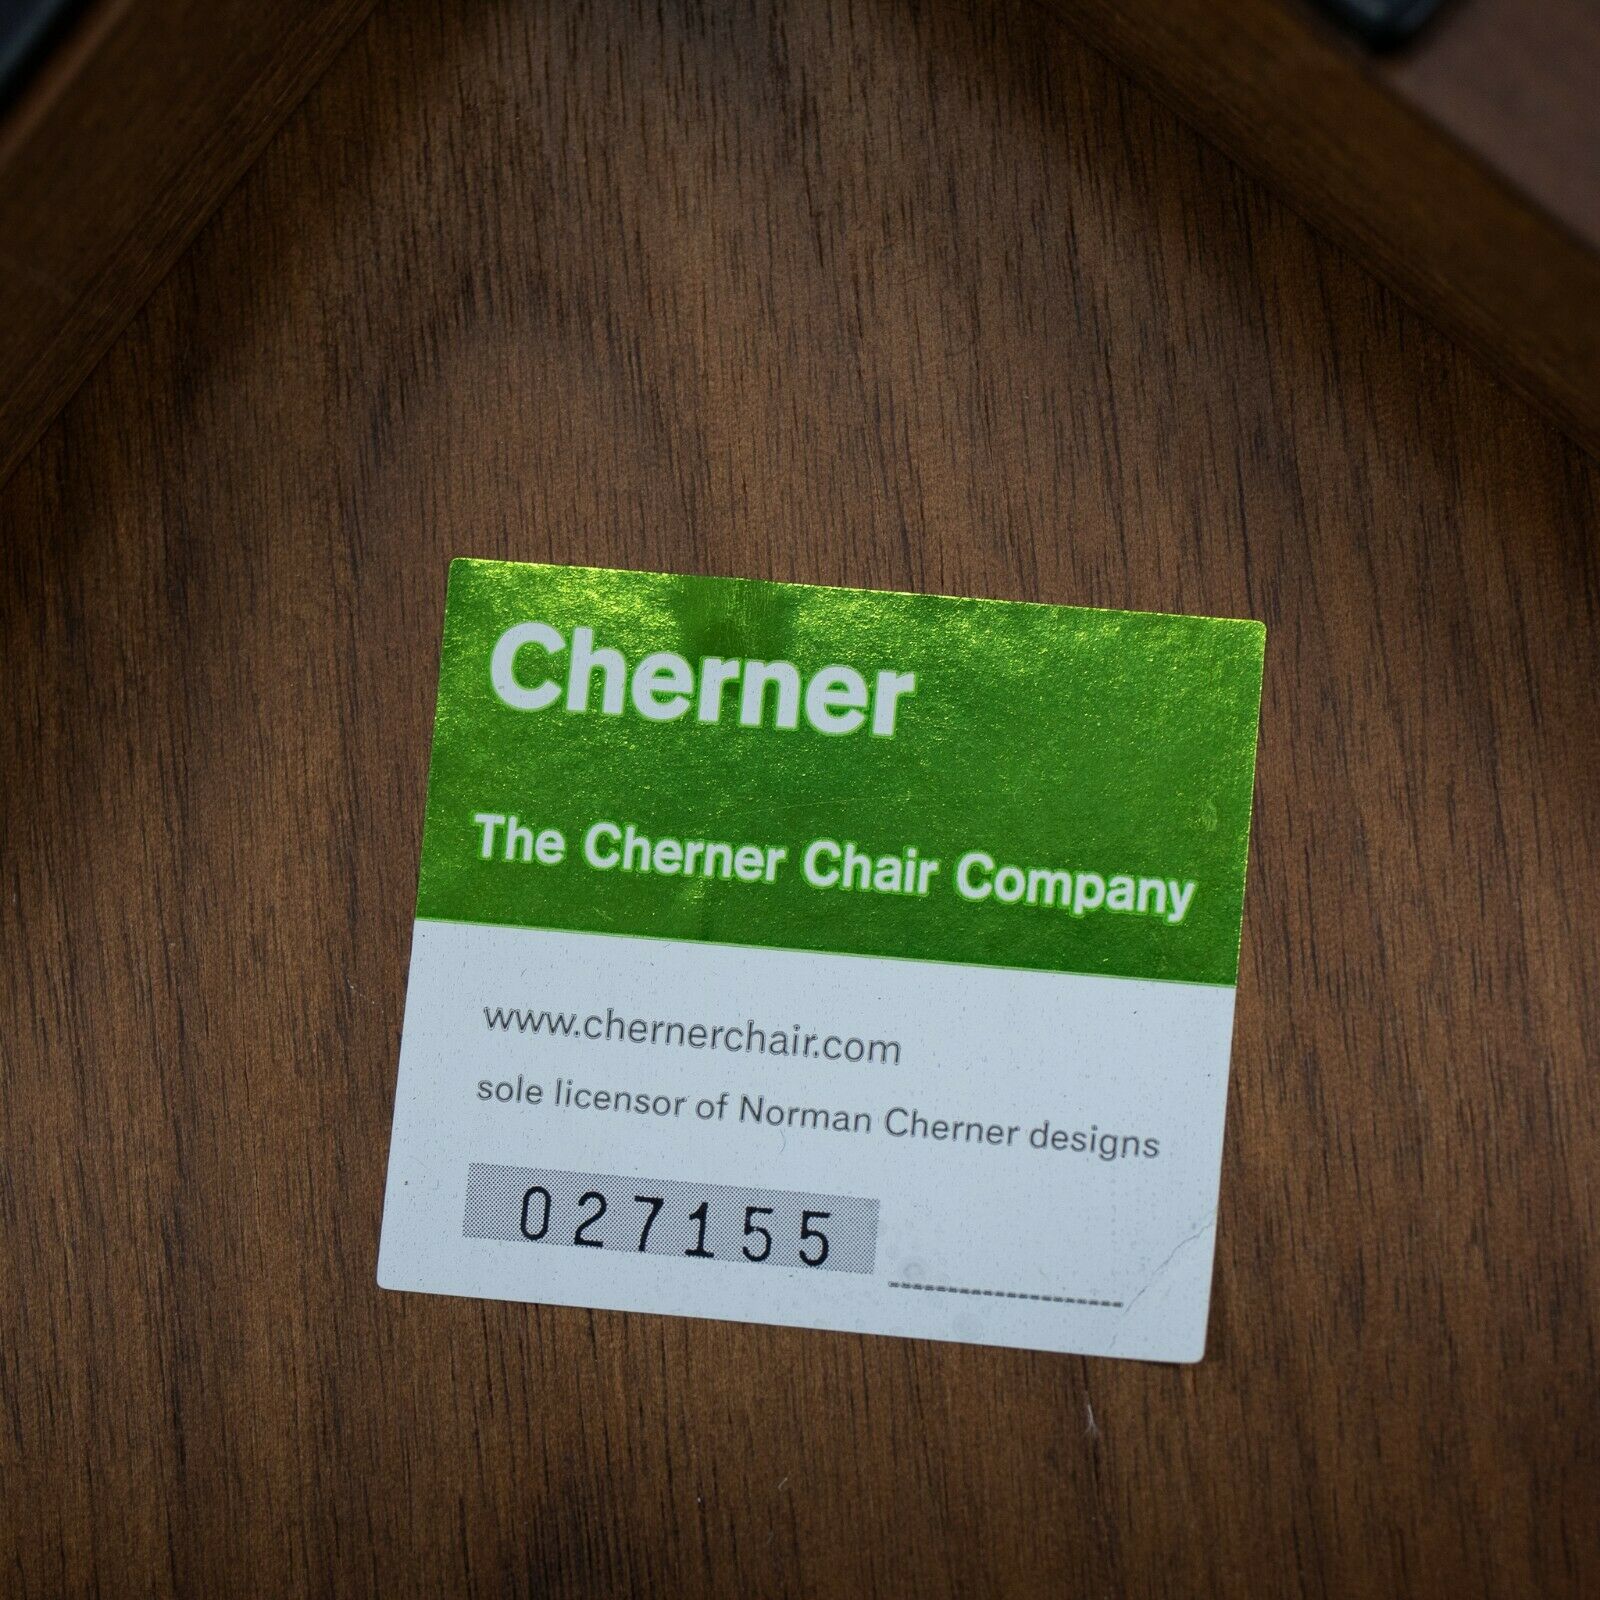 Cherner
The Cherner Chair Company
www.chernerchair.com
sole licensor of Norman Cherner designs
027155